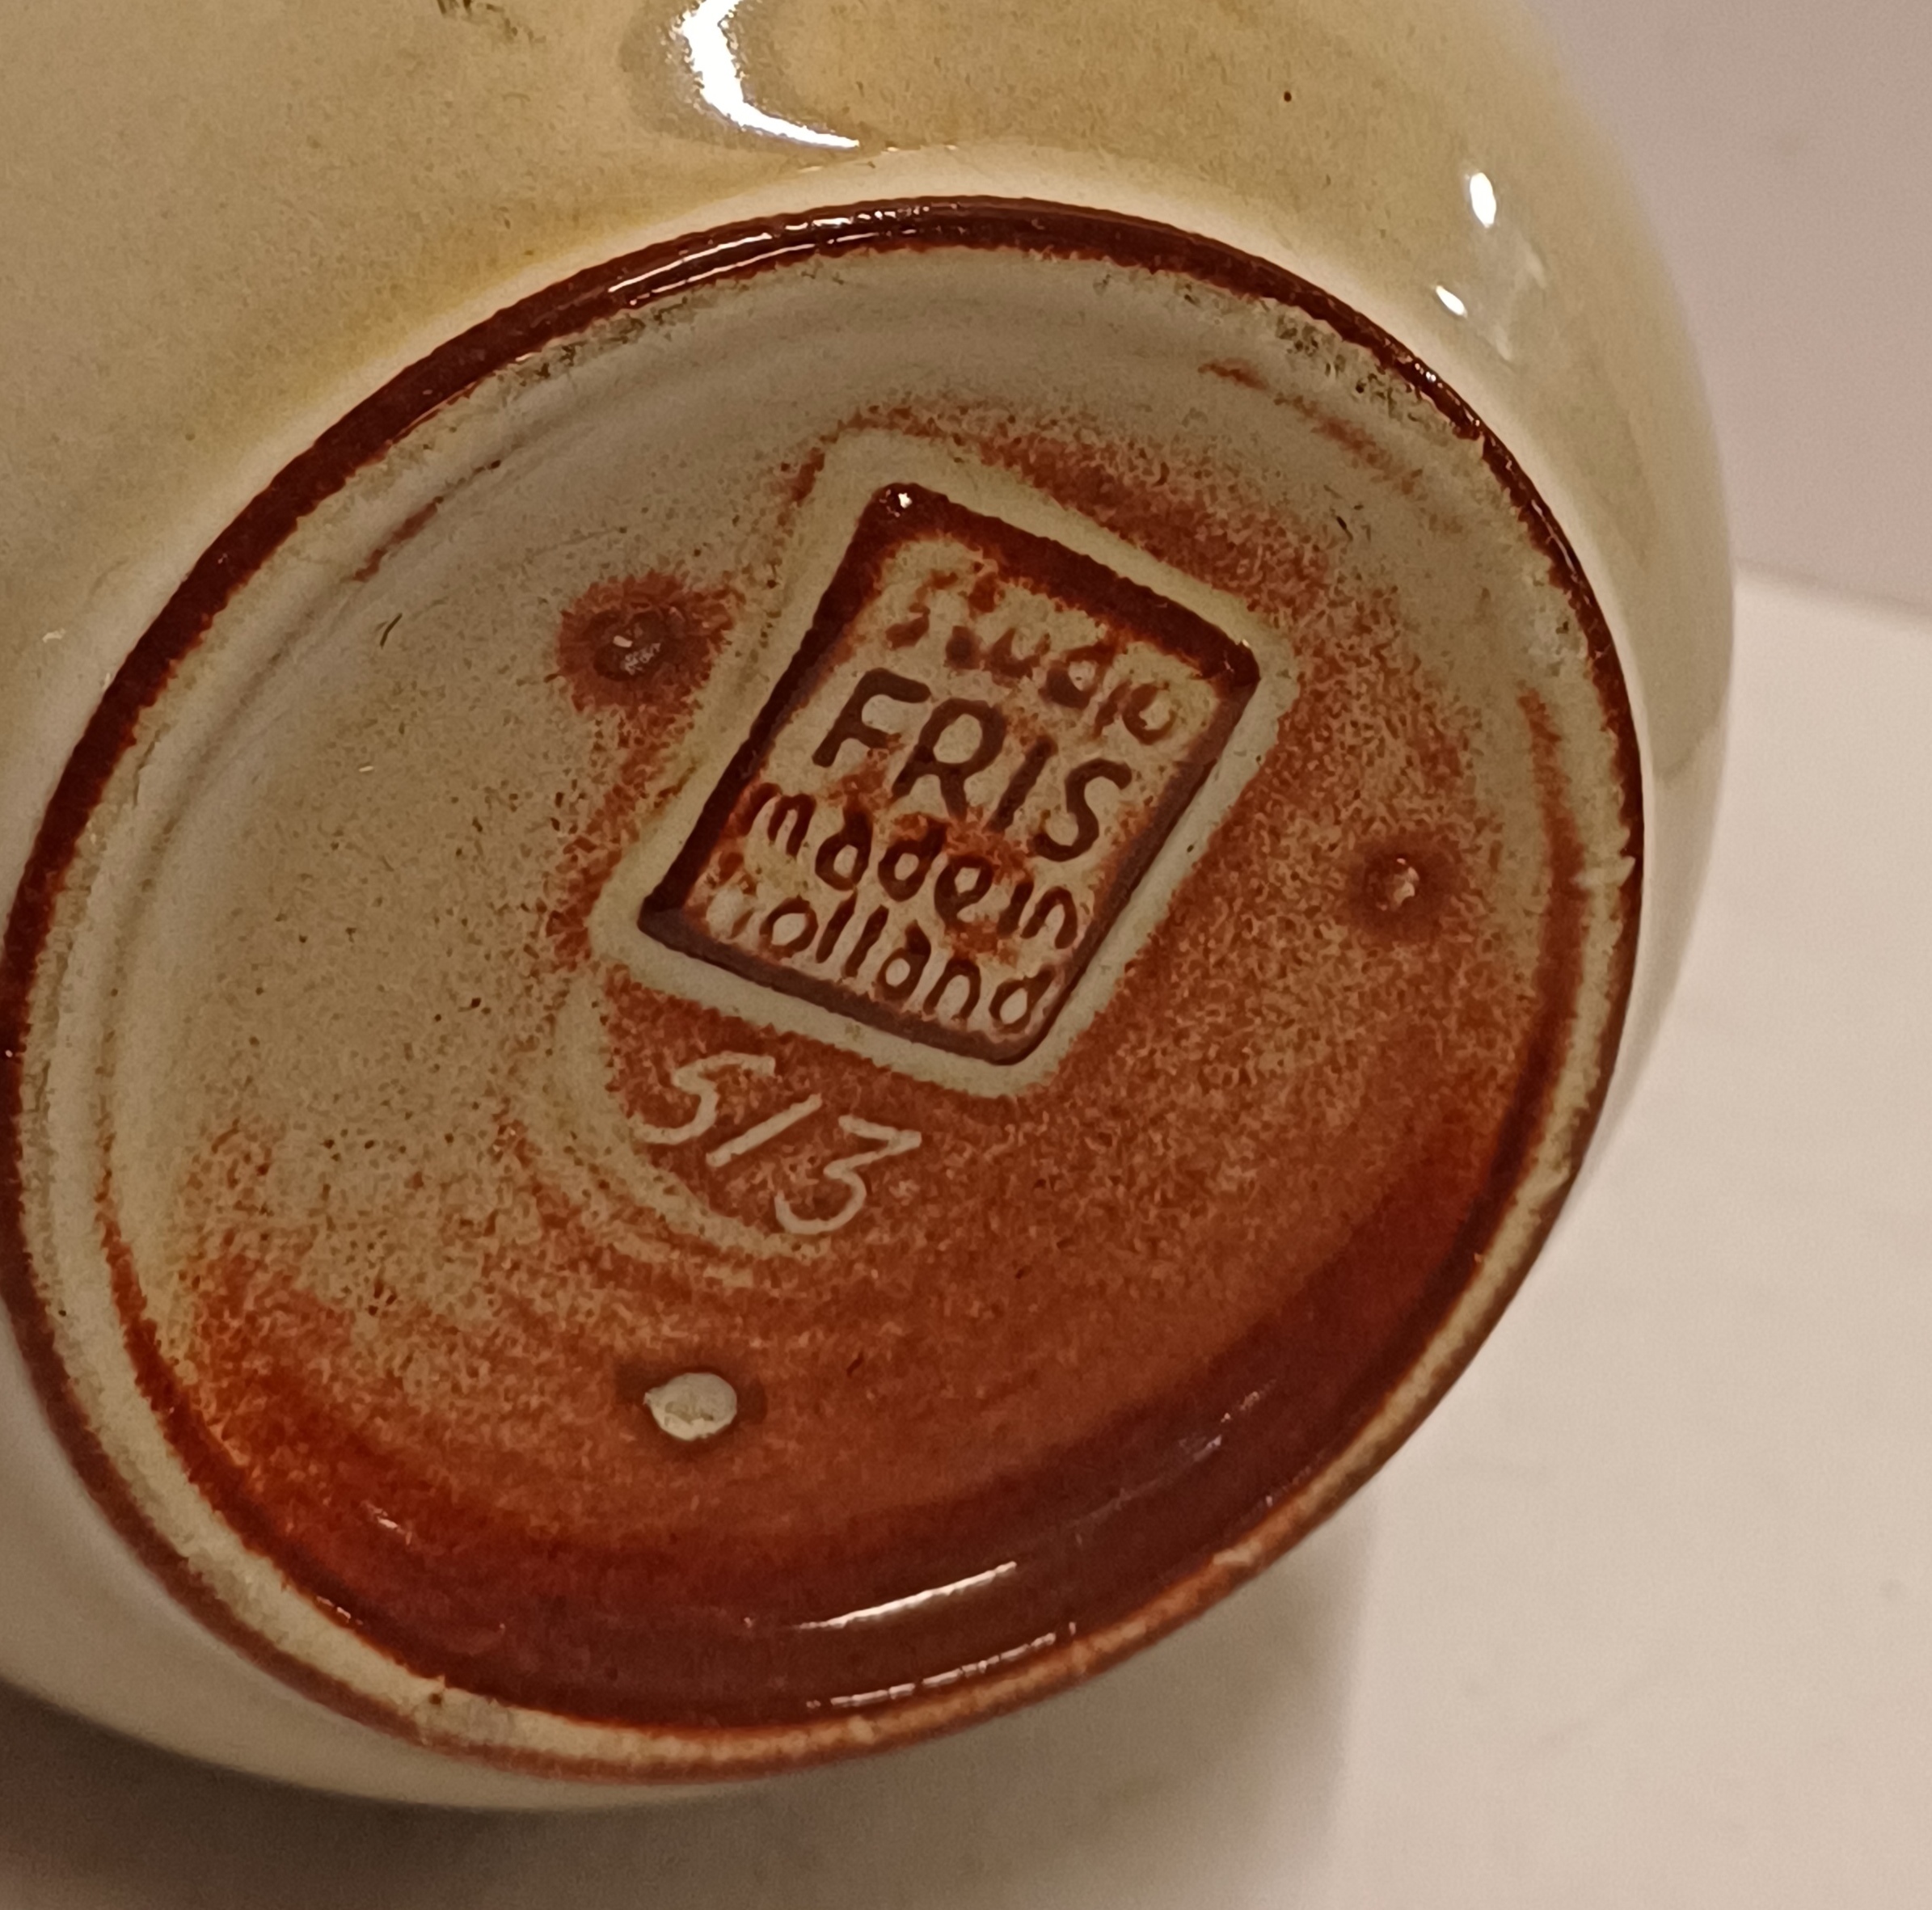 studio
FRIS
made in
holland
513